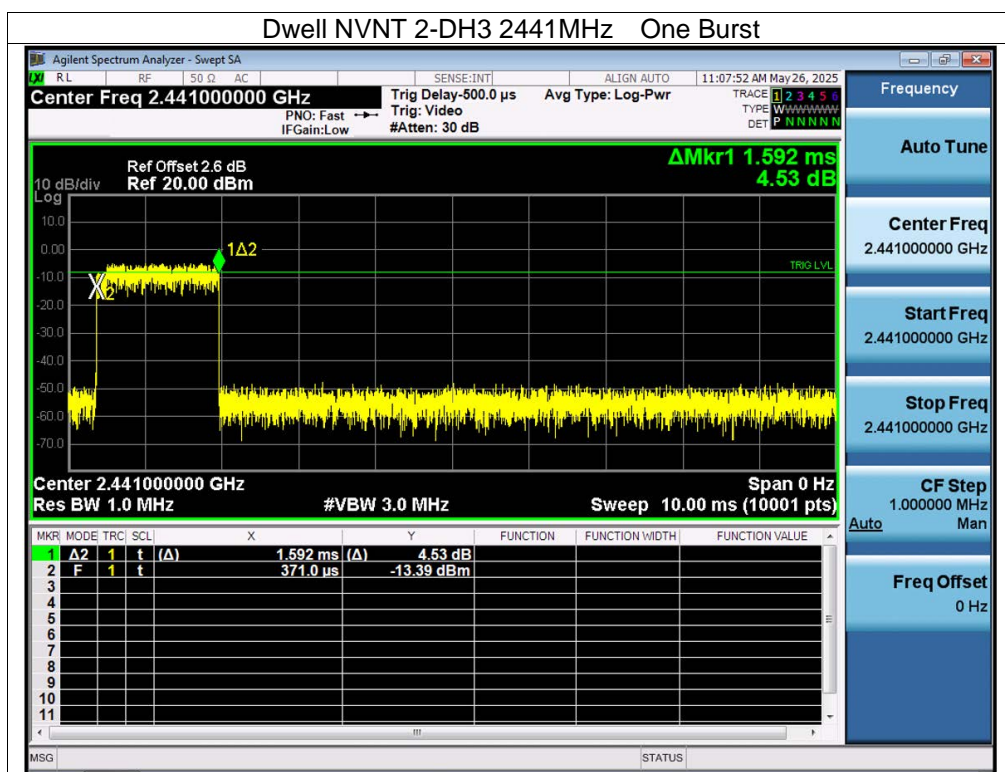 Dwell NVNT 2-DH3 2441MHz One Burst
Agilent Spectrum Analyzer - Swept SA
LXI RL RF 50 Ω AC SENSE:INT ALIGN AUTO 11:07:52 AM May 26, 2025
Center Freq 2.441000000 GHz
PNO: Fast
IFGain:Low
Trig Delay-500.0 µs
Trig: Video
#Atten: 30 dB
Avg Type: Log-Pwr
TRACE 1 2 3 4 5 6
TYPE WWWWWW
DET P N N N N N
Frequency
Auto Tune
Center Freq
2.441000000 GHz
Start Freq
2.441000000 GHz
Stop Freq
2.441000000 GHz
CF Step
1.000000 MHz
Auto Man
Freq Offset
0 Hz
ΔMkr1 1.592 ms
4.53 dB
Ref Offset 2.6 dB
10 dB/div Ref 20.00 dBm
Log
10.0
0.00
-10.0
-20.0
-30.0
-40.0
-50.0
-60.0
-70.0
1Δ2
TRIG LVL
X2
Center 2.441000000 GHz Span 0 Hz
Res BW 1.0 MHz #VBW 3.0 MHz Sweep 10.00 ms (10001 pts)
MKR MODE TRC SCL X Y FUNCTION FUNCTION WIDTH FUNCTION VALUE
1 Δ2 1 t (Δ) 1.592 ms (Δ) 4.53 dB
2 F 1 t 371.0 µs -13.39 dBm
3
4
5
6
7
8
9
10
11
MSG STATUS